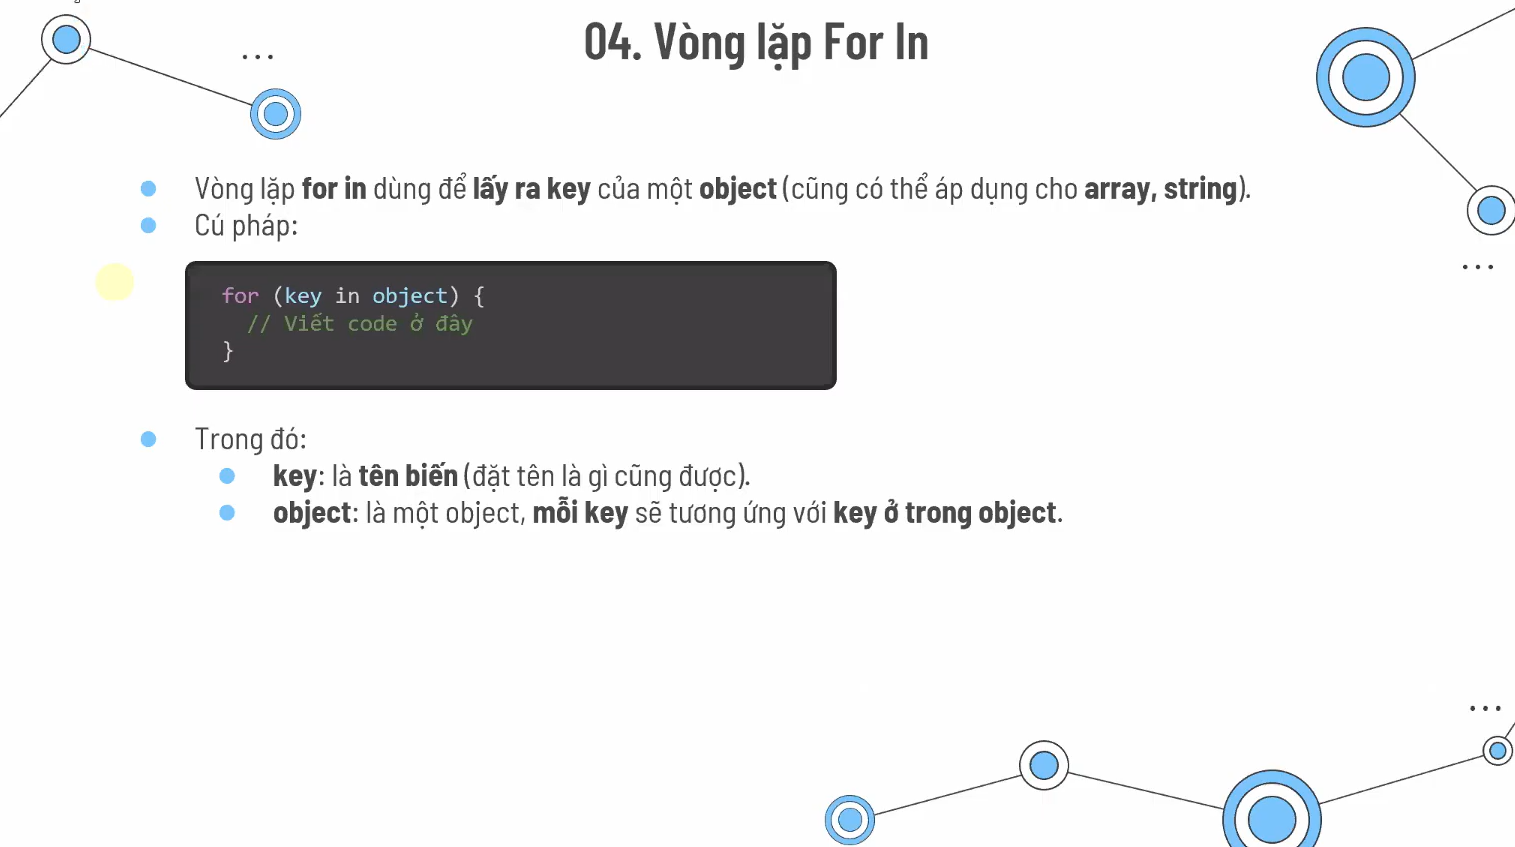 04. Vòng lặp For In
Vòng lặp for in dùng để lấy ra key của một object (cũng có thể áp dụng cho array, string).
Cú pháp:
for (key in object) {
// Viết code ở đây
}
Trong đó:
key: là tên biến (đặt tên là gì cũng được).
object: là một object, mỗi key sẽ tương ứng với key ở trong object.